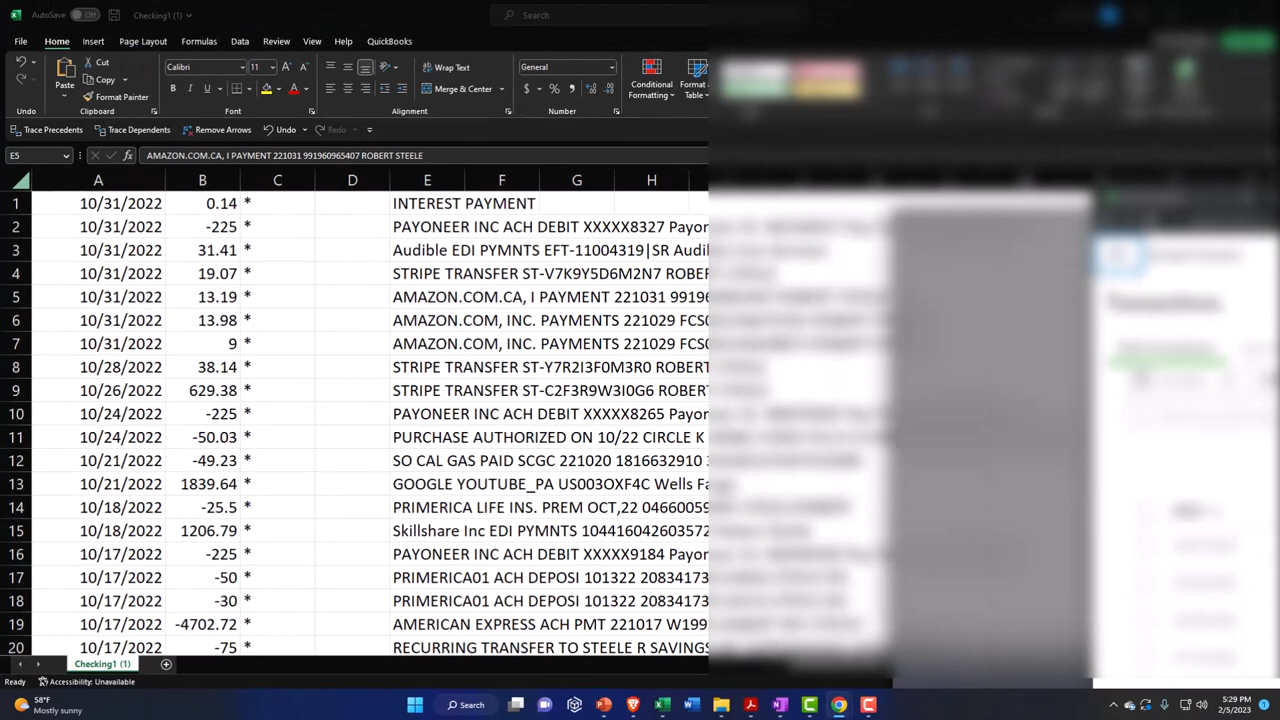 AutoSave Off Checking1 (1) Search
File Home Insert Page Layout Formulas Data Review View Help QuickBooks
Cut
Copy
Format Painter
Paste
Calibri 11
Wrap Text
Merge & Center
General
Conditional Formatting
Format a
Table
Undo Clipboard Font Alignment Number
Trace Precedents Trace Dependents Remove Arrows Undo Redo
E5 fx AMAZON.COM.CA, I PAYMENT 221031 991960965407 ROBERT STEELE
A B C D E F G H
1 10/31/2022 0.14 * INTEREST PAYMENT
2 10/31/2022 -225 * PAYONEER INC ACH DEBIT XXXXX8327 Payor
3 10/31/2022 31.41 * Audible EDI PYMNTS EFT-11004319|SR Audil
4 10/31/2022 19.07 * STRIPE TRANSFER ST-V7K9Y5D6M2N7 ROBER
5 10/31/2022 13.19 * AMAZON.COM.CA, I PAYMENT 221031 9919
6 10/31/2022 13.98 * AMAZON.COM, INC. PAYMENTS 221029 FCS0
7 10/31/2022 9 * AMAZON.COM, INC. PAYMENTS 221029 FCS0
8 10/28/2022 38.14 * STRIPE TRANSFER ST-Y7R2I3F0M3R0 ROBERT
9 10/26/2022 629.38 * STRIPE TRANSFER ST-C2F3R9W3I0G6 ROBERT
10 10/24/2022 -225 * PAYONEER INC ACH DEBIT XXXXX8265 Payor
11 10/24/2022 -50.03 * PURCHASE AUTHORIZED ON 10/22 CIRCLE K
12 10/21/2022 -49.23 * SO CAL GAS PAID SCGC 221020 1816632910
13 10/21/2022 1839.64 * GOOGLE YOUTUBE_PA US003OXF4C Wells Fa
14 10/18/2022 -25.5 * PRIMERICA LIFE INS. PREM OCT,22 04660059
15 10/18/2022 1206.79 * Skillshare Inc EDI PYMNTS 10441604260357
16 10/17/2022 -225 * PAYONEER INC ACH DEBIT XXXXX9184 Payor
17 10/17/2022 -50 * PRIMERICA01 ACH DEPOSI 101322 20834173
18 10/17/2022 -30 * PRIMERICA01 ACH DEPOSI 101322 20834173
19 10/17/2022 -4702.72 * AMERICAN EXPRESS ACH PMT 221017 W199
20 10/17/2022 -75 * RECURRING TRANSFER TO STEELE R SAVINGS
Checking1 (1)
Ready Accessibility: Unavailable
58°F
Mostly sunny
Search
5:29 PM
2/5/2023